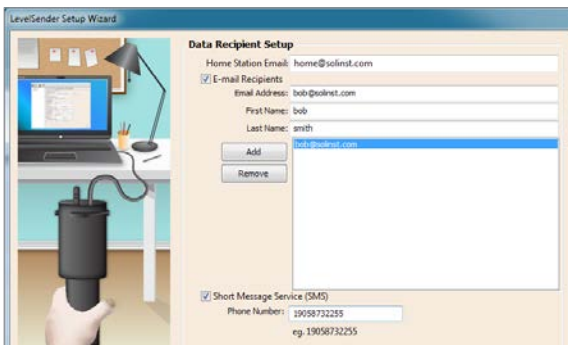 LevelSender Setup Wizard
Data Recipient Setup
Home Station Email: home@solinst.com
E-mail Recipients
Email Address: bob@solinst.com
First Name: bob
Last Name: smith
bob@solinst.com
Add
Remove
Short Message Service (SMS)
Phone Number: 19058732255
eg. 19058732255